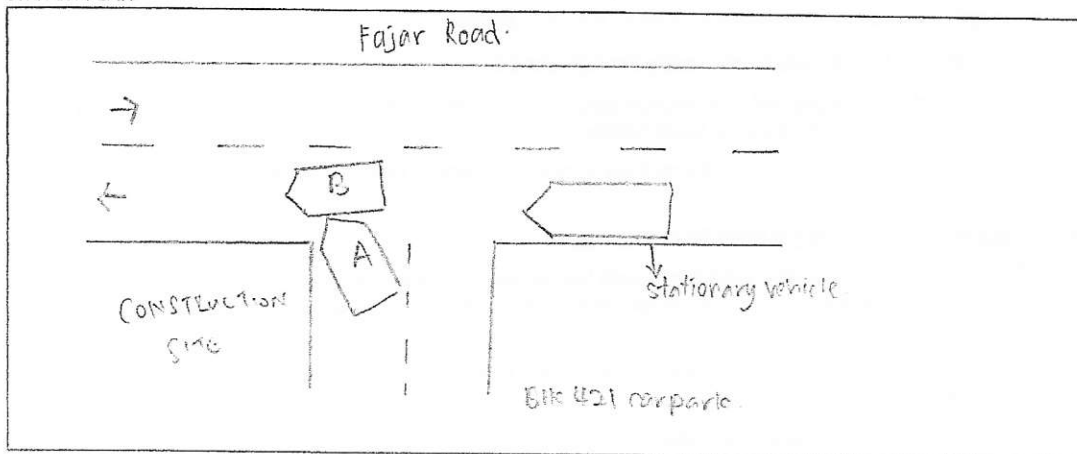 Fajar Road.
B
A
stationary vehicle
CONSTRUCTION
SITE
Blk 421 carpark.